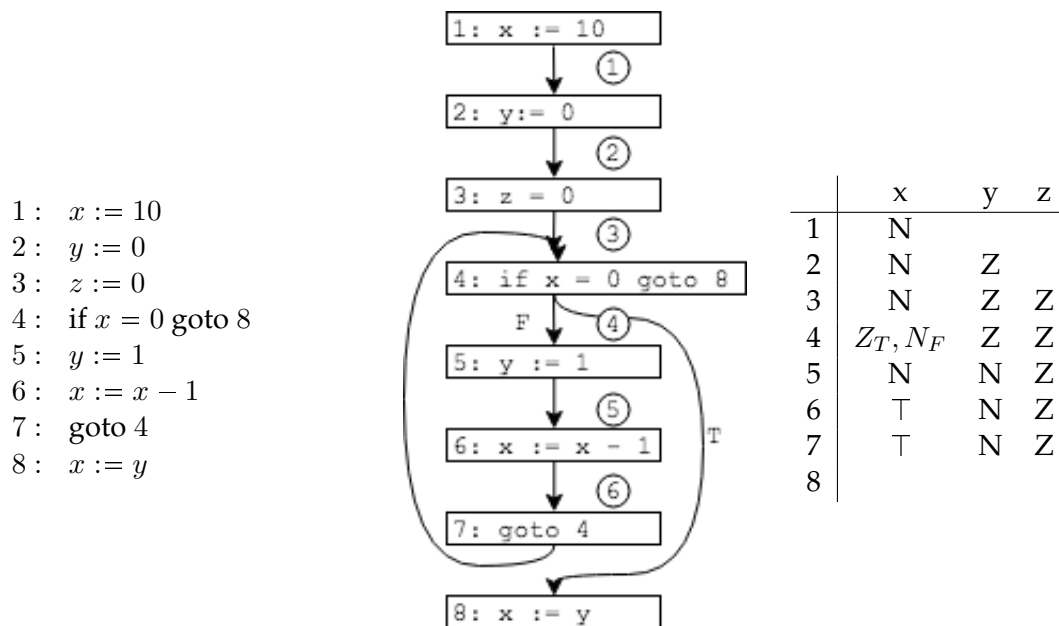 1 : x := 10
2 : y := 0
3 : z := 0
4 : if x = 0 goto 8
5 : y := 1
6 : x := x − 1
7 : goto 4
8 : x := y
1: x := 10
1
2: y:= 0
2
3: z = 0
3
4: if x = 0 goto 8
F 4
5: y := 1
5
T
6: x := x - 1
6
7: goto 4
8: x := y
x y z
1 N
2 N Z
3 N Z Z
4 Z_T, N_F Z Z
5 N N Z
6 ⊤ N Z
7 ⊤ N Z
8